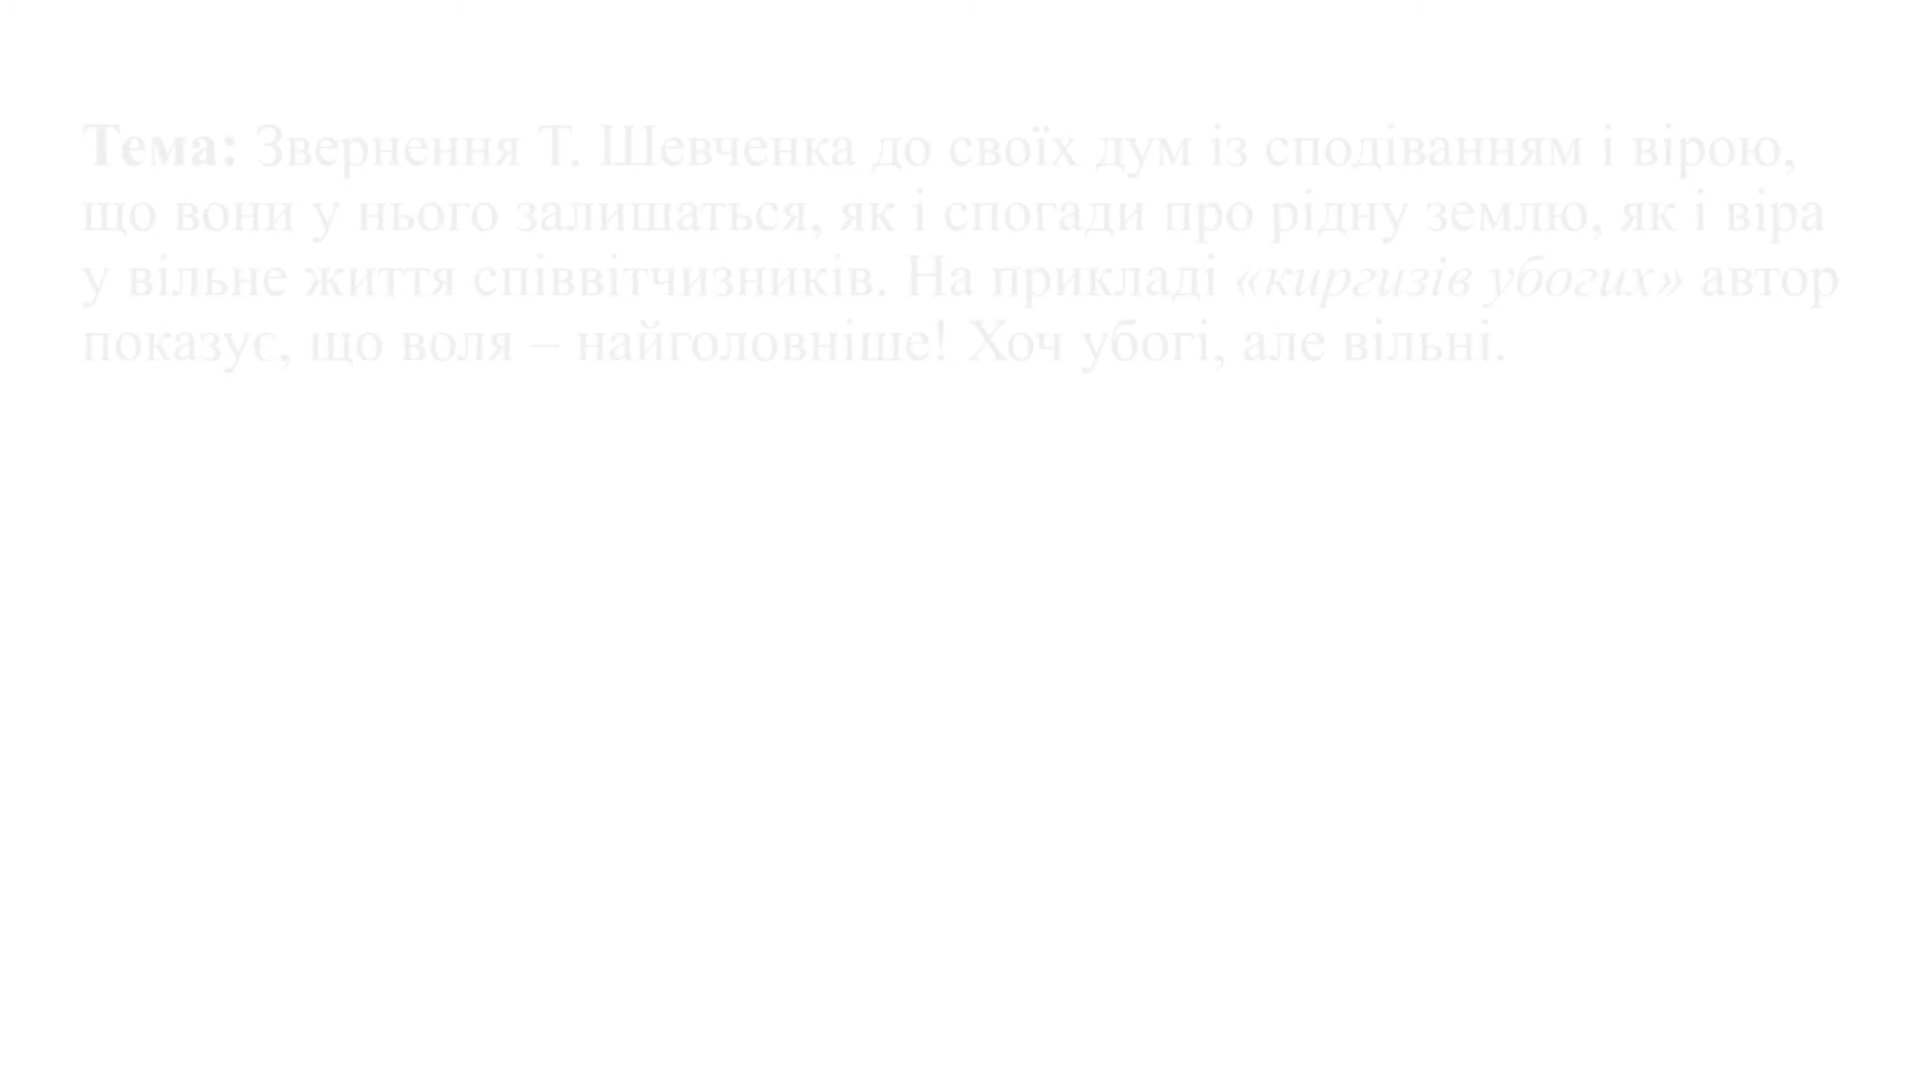 Тема: Звернення Т. Шевченка до своїх дум із сподіванням і вірою,
що вони у нього залишаться, як і спогади про рідну землю, як і віра
у вільне життя співвітчизників. На прикладі «киргизів убогих» автор
показує, що воля – найголовніше! Хоч убогі, але вільні.